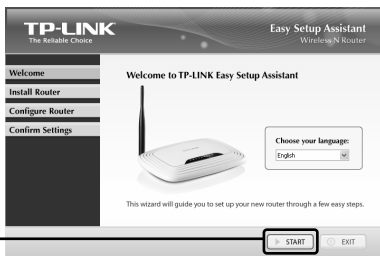 TP-LINK
The Reliable Choice
Easy Setup Assistant
Wireless N Router
Welcome
Install Router
Configure Router
Confirm Settings
Welcome to TP-LINK Easy Setup Assistant
Choose your language:
English
This wizard will guide you to set up your new router through a few easy steps.
START
EXIT